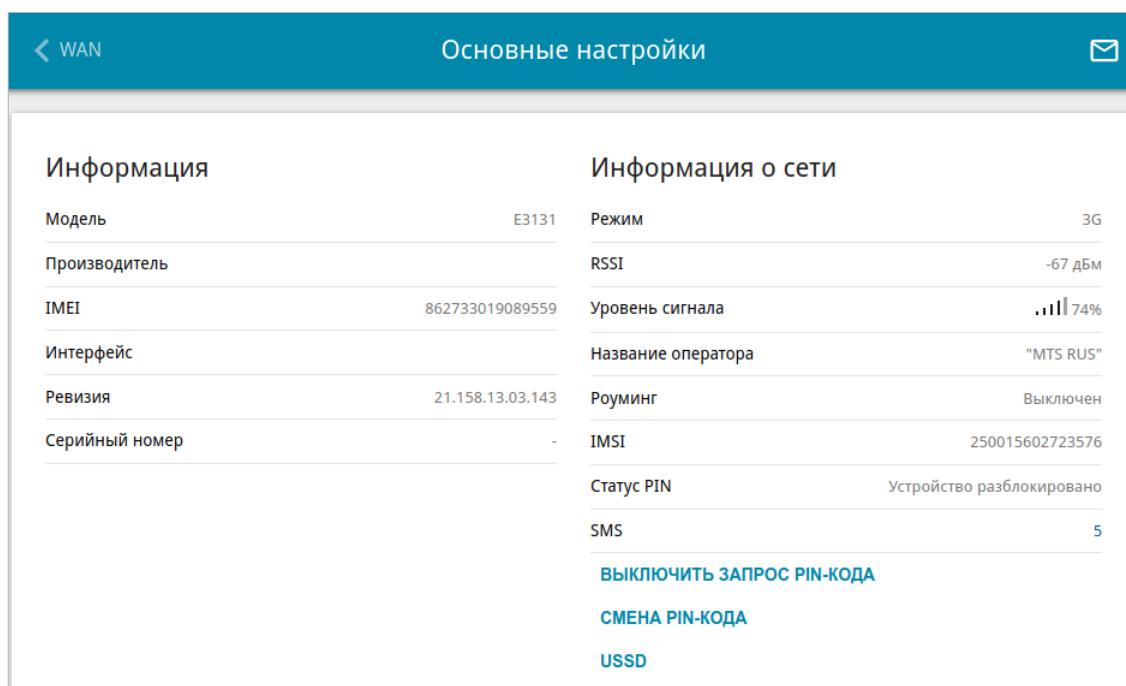 WAN
Основные настройки
Информация
Модель E3131
Производитель
IMEI 862733019089559
Интерфейс
Ревизия 21.158.13.03.143
Серийный номер -
Информация о сети
Режим 3G
RSSI -67 дБм
Уровень сигнала 74%
Название оператора "MTS RUS"
Роуминг Выключен
IMSI 250015602723576
Статус PIN Устройство разблокировано
SMS 5
ВЫКЛЮЧИТЬ ЗАПРОС PIN-КОДА
СМЕНА PIN-КОДА
USSD